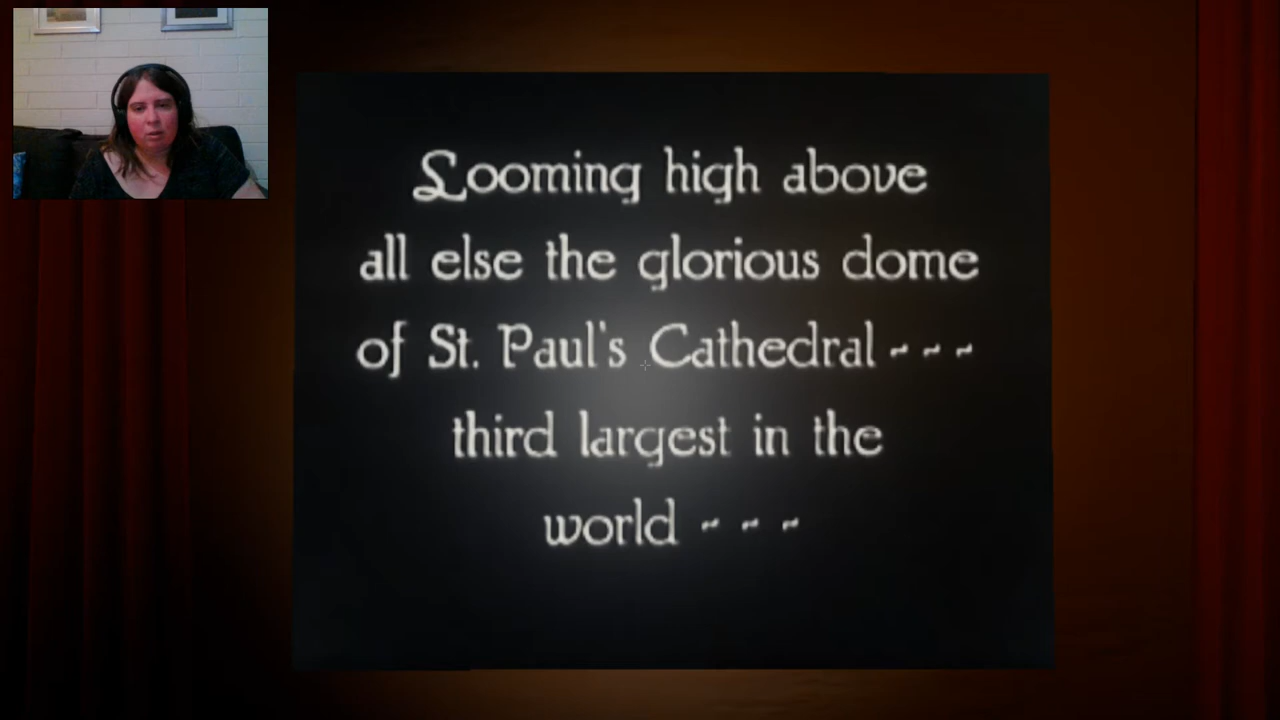 Looming high above
all else the glorious dome
of St. Paul's Cathedral - - -
third largest in the
world - - -